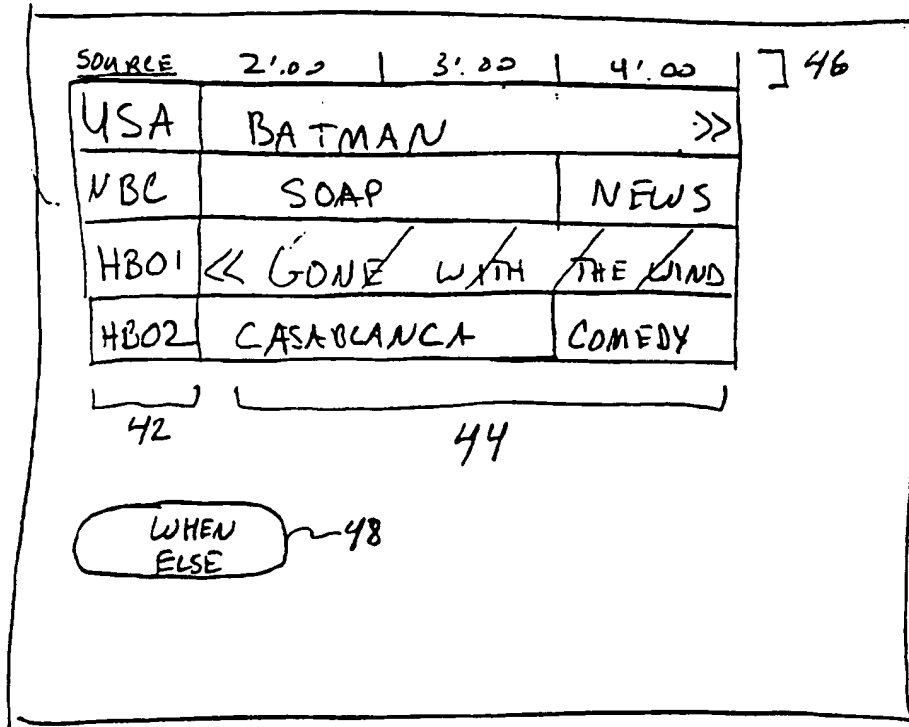 SOURCE 2:00 | 3:00 | 4:00 46
USA BATMAN >>
NBC SOAP NEWS
HBO1 << GONE WITH THE WIND
HBO2 CASABLANCA COMEDY
42 44
WHEN 48
ELSE